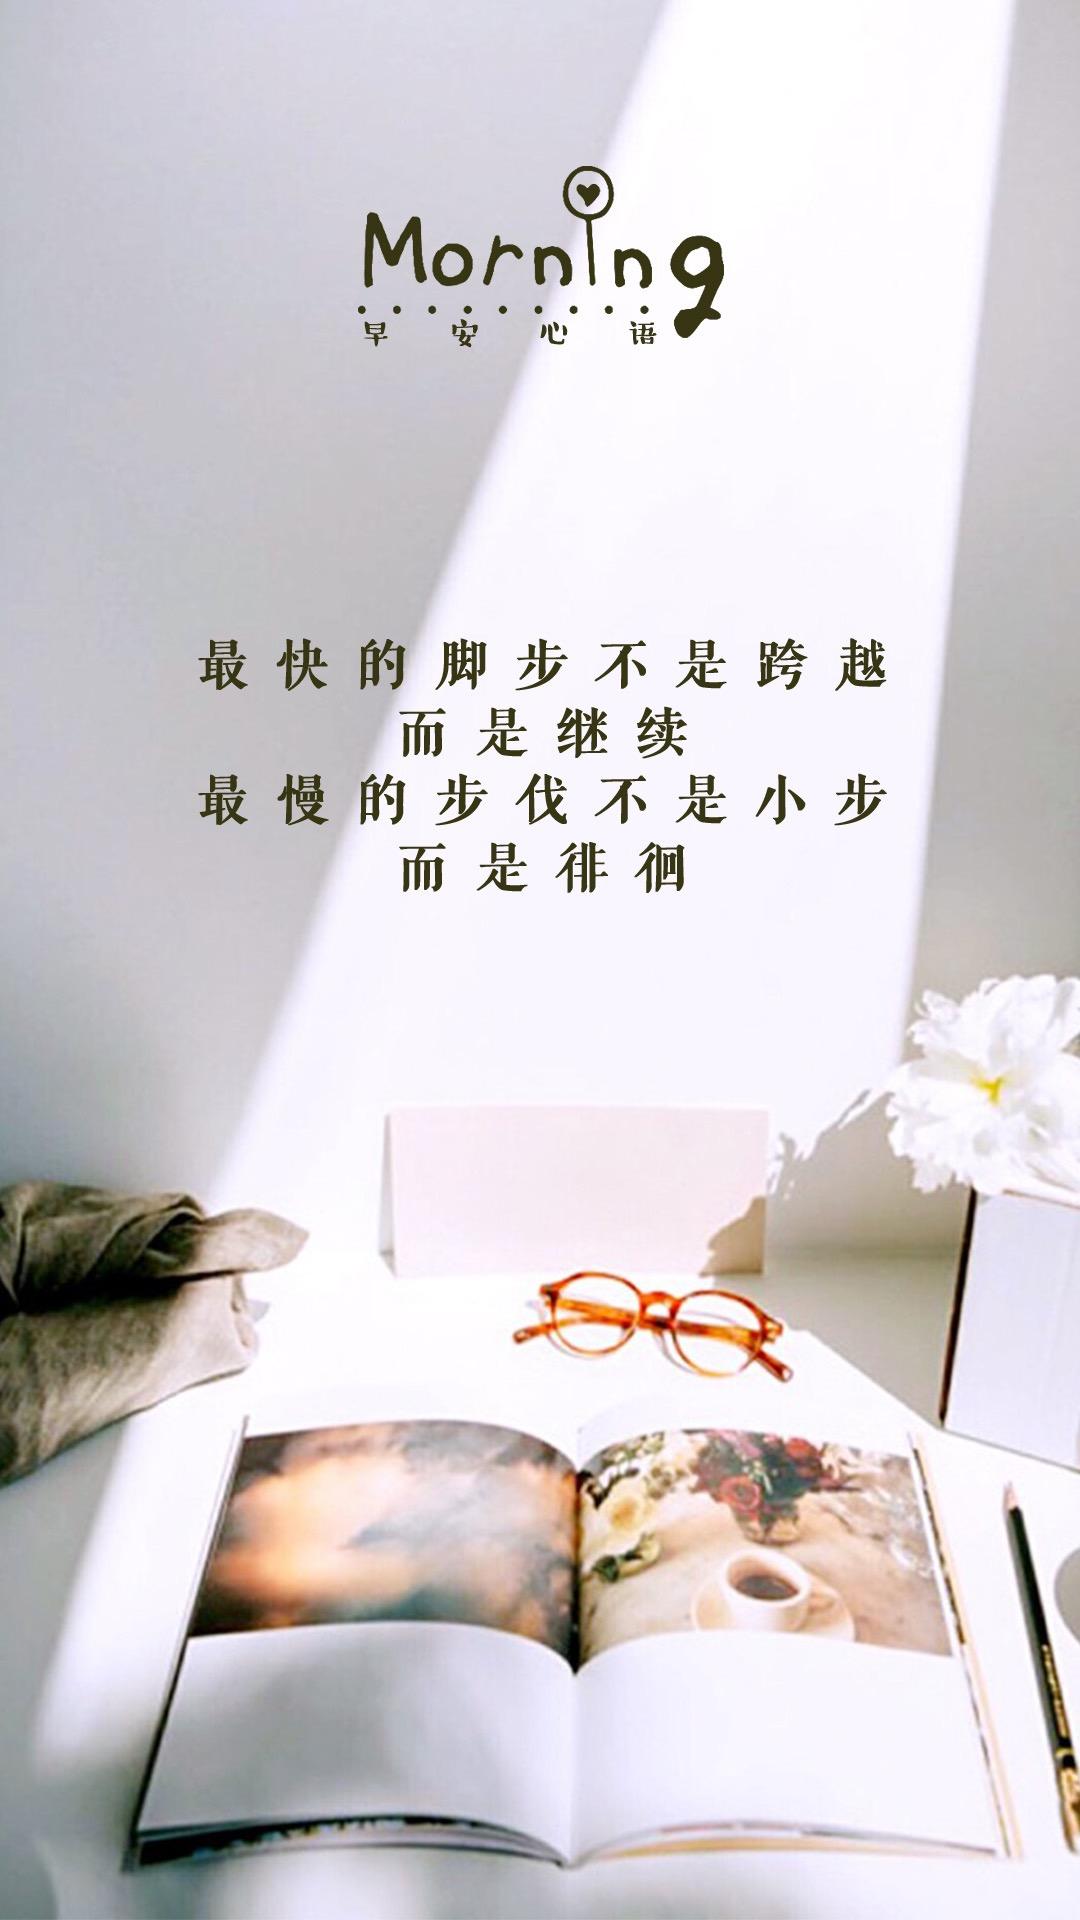 Morning
早安心语
最快的脚步不是跨越
而是继续
最慢的步伐不是小步
而是徘徊